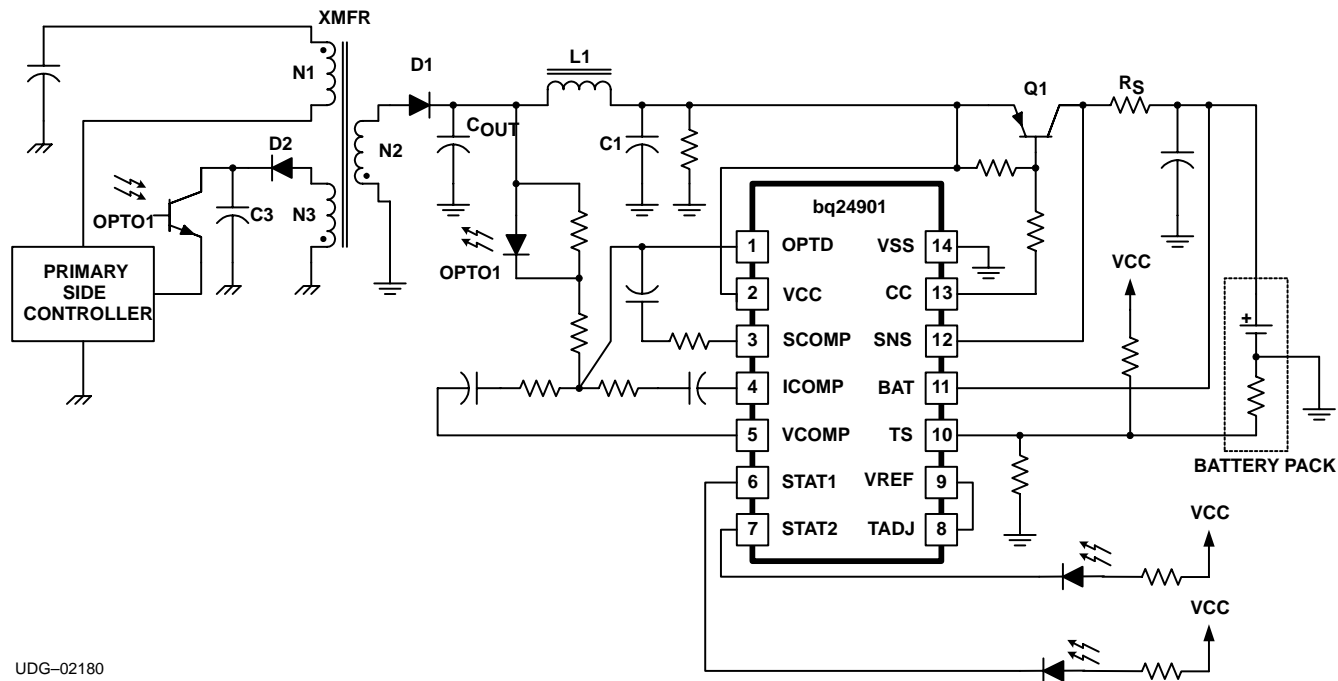 XMFR
N1
D1
L1
Q1
RS
COUT
C1
D2
N2
N3
C3
OPTO1
OPTO1
PRIMARY
SIDE
CONTROLLER
bq24901
1 OPTD
VSS 14
2 VCC
CC 13
3 SCOMP
SNS 12
4 ICOMP
BAT 11
5 VCOMP
TS 10
6 STAT1
VREF 9
7 STAT2
TADJ 8
VCC
+
BATTERY PACK
VCC
VCC
UDG–02180